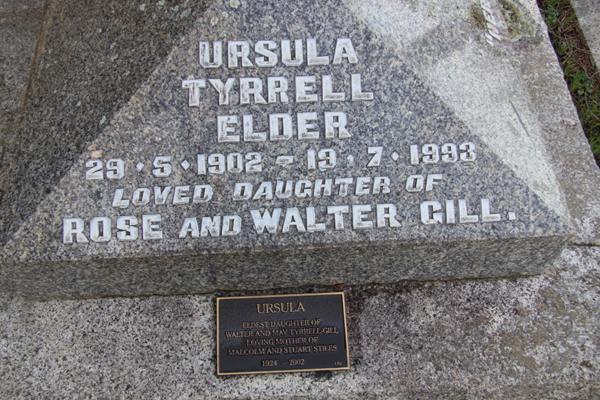 URSULA
TYRRELL
ELDER
29 · 5 · 1902 - 19 · 7 · 1993
LOVED DAUGHTER OF
ROSE AND WALTER GILL.
URSULA
ELDEST DAUGHTER OF
WALTER AND MAY TYRRELL GILL
LOVING MOTHER OF
MALCOLM AND STUART STILES
1924 - 2002